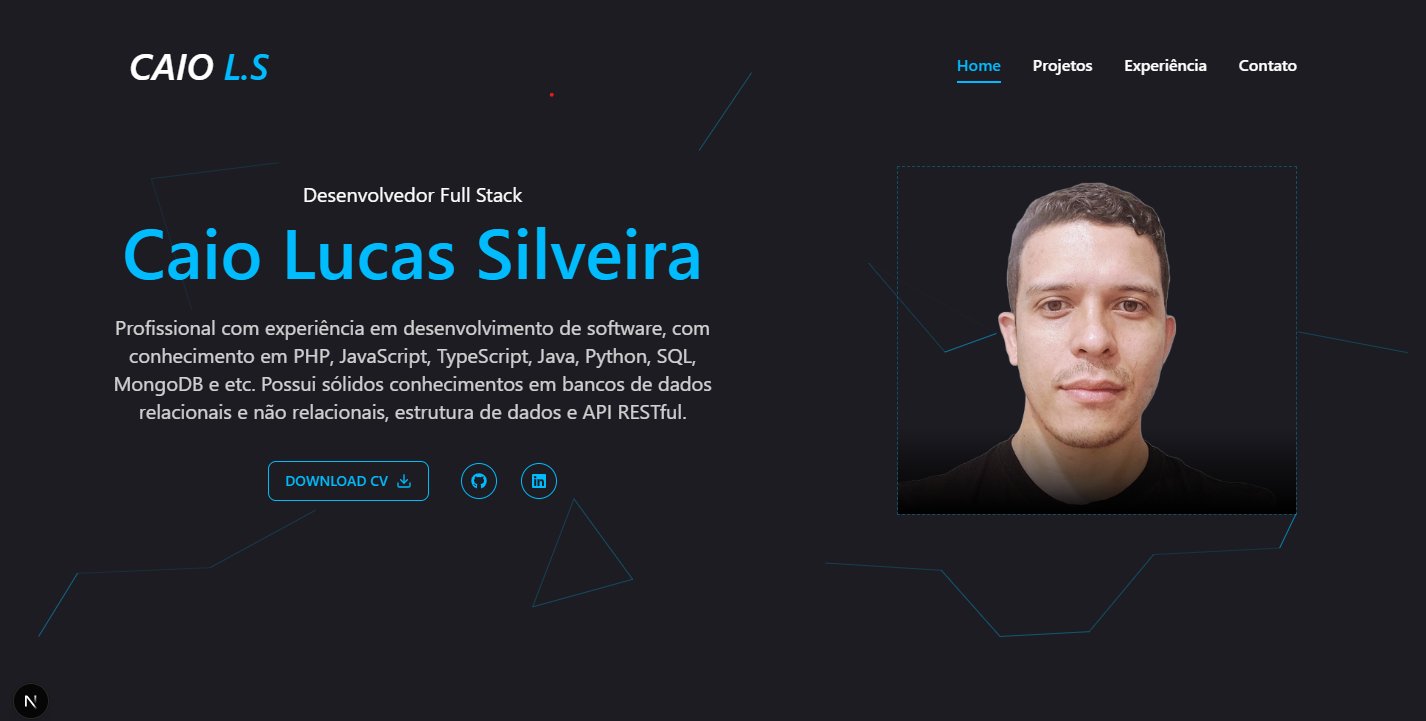 CAIO L.S
Home Projetos Experiência Contato
Desenvolvedor Full Stack
Caio Lucas Silveira
Profissional com experiência em desenvolvimento de software, com
conhecimento em PHP, JavaScript, TypeScript, Java, Python, SQL,
MongoDB e etc. Possui sólidos conhecimentos em bancos de dados
relacionais e não relacionais, estrutura de dados e API RESTful.
DOWNLOAD CV
in
N